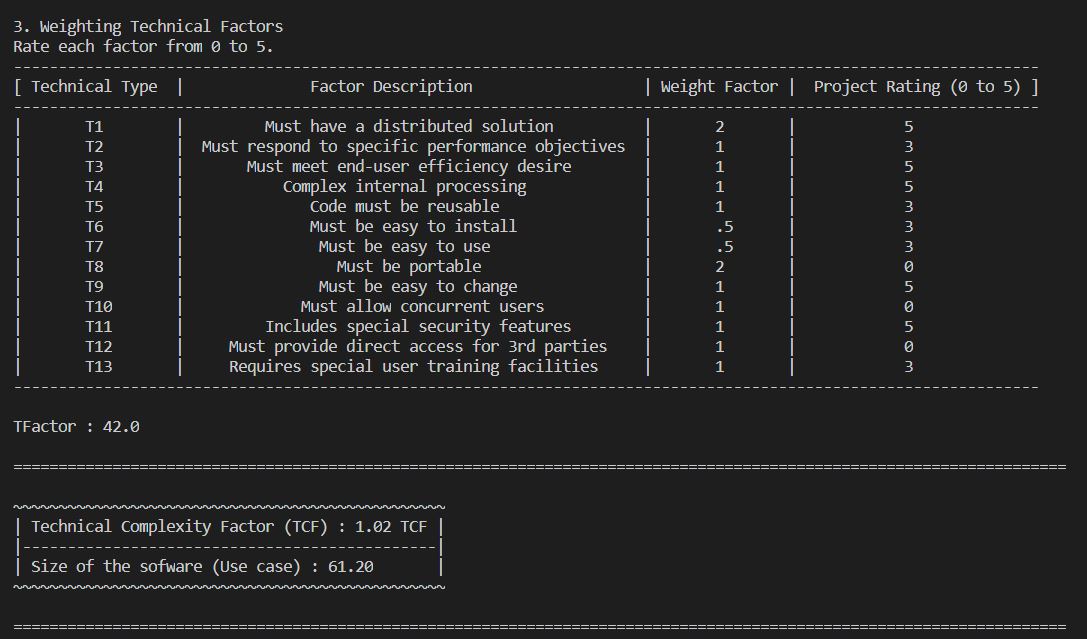 3. Weighting Technical Factors
Rate each factor from 0 to 5.
------------------------------------------------------------------------------------------------------------------
[ Technical Type  |              Factor Description                   | Weight Factor |  Project Rating (0 to 5) ]
------------------------------------------------------------------------------------------------------------------
|       T1        |         Must have a distributed solution          |       2       |            5
|       T2        |  Must respond to specific performance objectives  |       1       |            3
|       T3        |       Must meet end-user efficiency desire        |       1       |            5
|       T4        |           Complex internal processing             |       1       |            5
|       T5        |              Code must be reusable                |       1       |            3
|       T6        |              Must be easy to install              |       .5      |            3
|       T7        |               Must be easy to use                 |       .5      |            3
|       T8        |                 Must be portable                  |       2       |            0
|       T9        |               Must be easy to change              |       1       |            5
|       T10       |             Must allow concurrent users           |       1       |            0
|       T11       |         Includes special security features        |       1       |            5
|       T12       |     Must provide direct access for 3rd parties    |       1       |            0
|       T13       |     Requires special user training facilities     |       1       |            3
------------------------------------------------------------------------------------------------------------------
TFactor : 42.0
=====================================================================================================================
~~~~~~~~~~~~~~~~~~~~~~~~~~~~~~~~~~~~~~~~~~~~~~~~
| Technical Complexity Factor (TCF) : 1.02 TCF |
|----------------------------------------------|
| Size of the sofware (Use case) : 61.20       |
~~~~~~~~~~~~~~~~~~~~~~~~~~~~~~~~~~~~~~~~~~~~~~~~
=====================================================================================================================